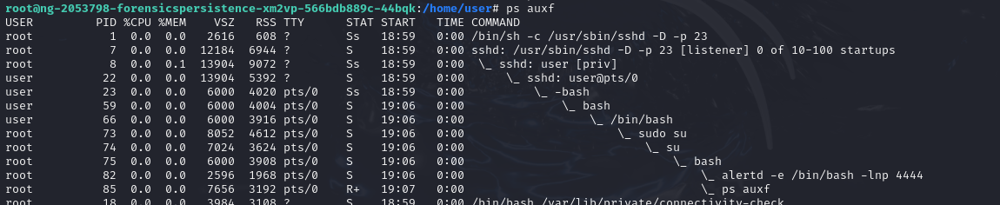 root@ng-2053798-forensicspersistence-xm2vp-566bdb889c-44bqk:/home/user# ps auxf
USER PID %CPU %MEM VSZ RSS TTY STAT START TIME COMMAND
root 1 0.0 0.0 2616 608 ? Ss 18:59 0:00 /bin/sh -c /usr/sbin/sshd -D -p 23
root 7 0.0 0.0 12184 6944 ? S 18:59 0:00 sshd: /usr/sbin/sshd -D -p 23 [listener] 0 of 10-100 startups
root 8 0.0 0.1 13904 9072 ? Ss 18:59 0:00 \_ sshd: user [priv]
user 22 0.0 0.0 13904 5392 ? S 18:59 0:00 \_ sshd: user@pts/0
user 23 0.0 0.0 6000 4020 pts/0 Ss 18:59 0:00 \_ -bash
user 59 0.0 0.0 6000 4004 pts/0 S 19:06 0:00 \_ bash
user 66 0.0 0.0 6000 3916 pts/0 S 19:06 0:00 \_ /bin/bash
root 73 0.0 0.0 8052 4612 pts/0 S 19:06 0:00 \_ sudo su
root 74 0.0 0.0 7024 3624 pts/0 S 19:06 0:00 \_ su
root 75 0.0 0.0 6000 3908 pts/0 S 19:06 0:00 \_ bash
root 82 0.0 0.0 2596 1968 pts/0 S 19:06 0:00 \_ alertd -e /bin/bash -lnp 4444
root 85 0.0 0.0 7656 3192 pts/0 R+ 19:07 0:00 \_ ps auxf
root 18 0.0 0.0 3984 3108 ? S 18:59 0:00 /bin/bash /var/lib/private/connectivity-check